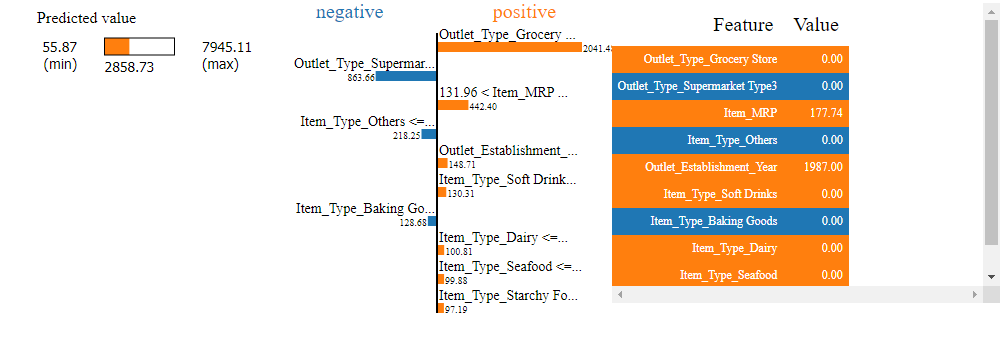 Predicted value
55.87
(min)
2858.73
7945.11
(max)
negative
positive
Outlet_Type_Grocery ...
2041.4
Outlet_Type_Supermar...
863.66
131.96 < Item_MRP ...
442.40
Item_Type_Others <=...
218.25
Outlet_Establishment_...
148.71
Item_Type_Soft Drink...
130.31
Item_Type_Baking Go...
128.68
Item_Type_Dairy <=...
100.81
Item_Type_Seafood <=...
99.88
Item_Type_Starchy Fo...
97.19
Feature Value
Outlet_Type_Grocery Store 0.00
Outlet_Type_Supermarket Type3 0.00
Item_MRP 177.74
Item_Type_Others 0.00
Outlet_Establishment_Year 1987.00
Item_Type_Soft Drinks 0.00
Item_Type_Baking Goods 0.00
Item_Type_Dairy 0.00
Item_Type_Seafood 0.00